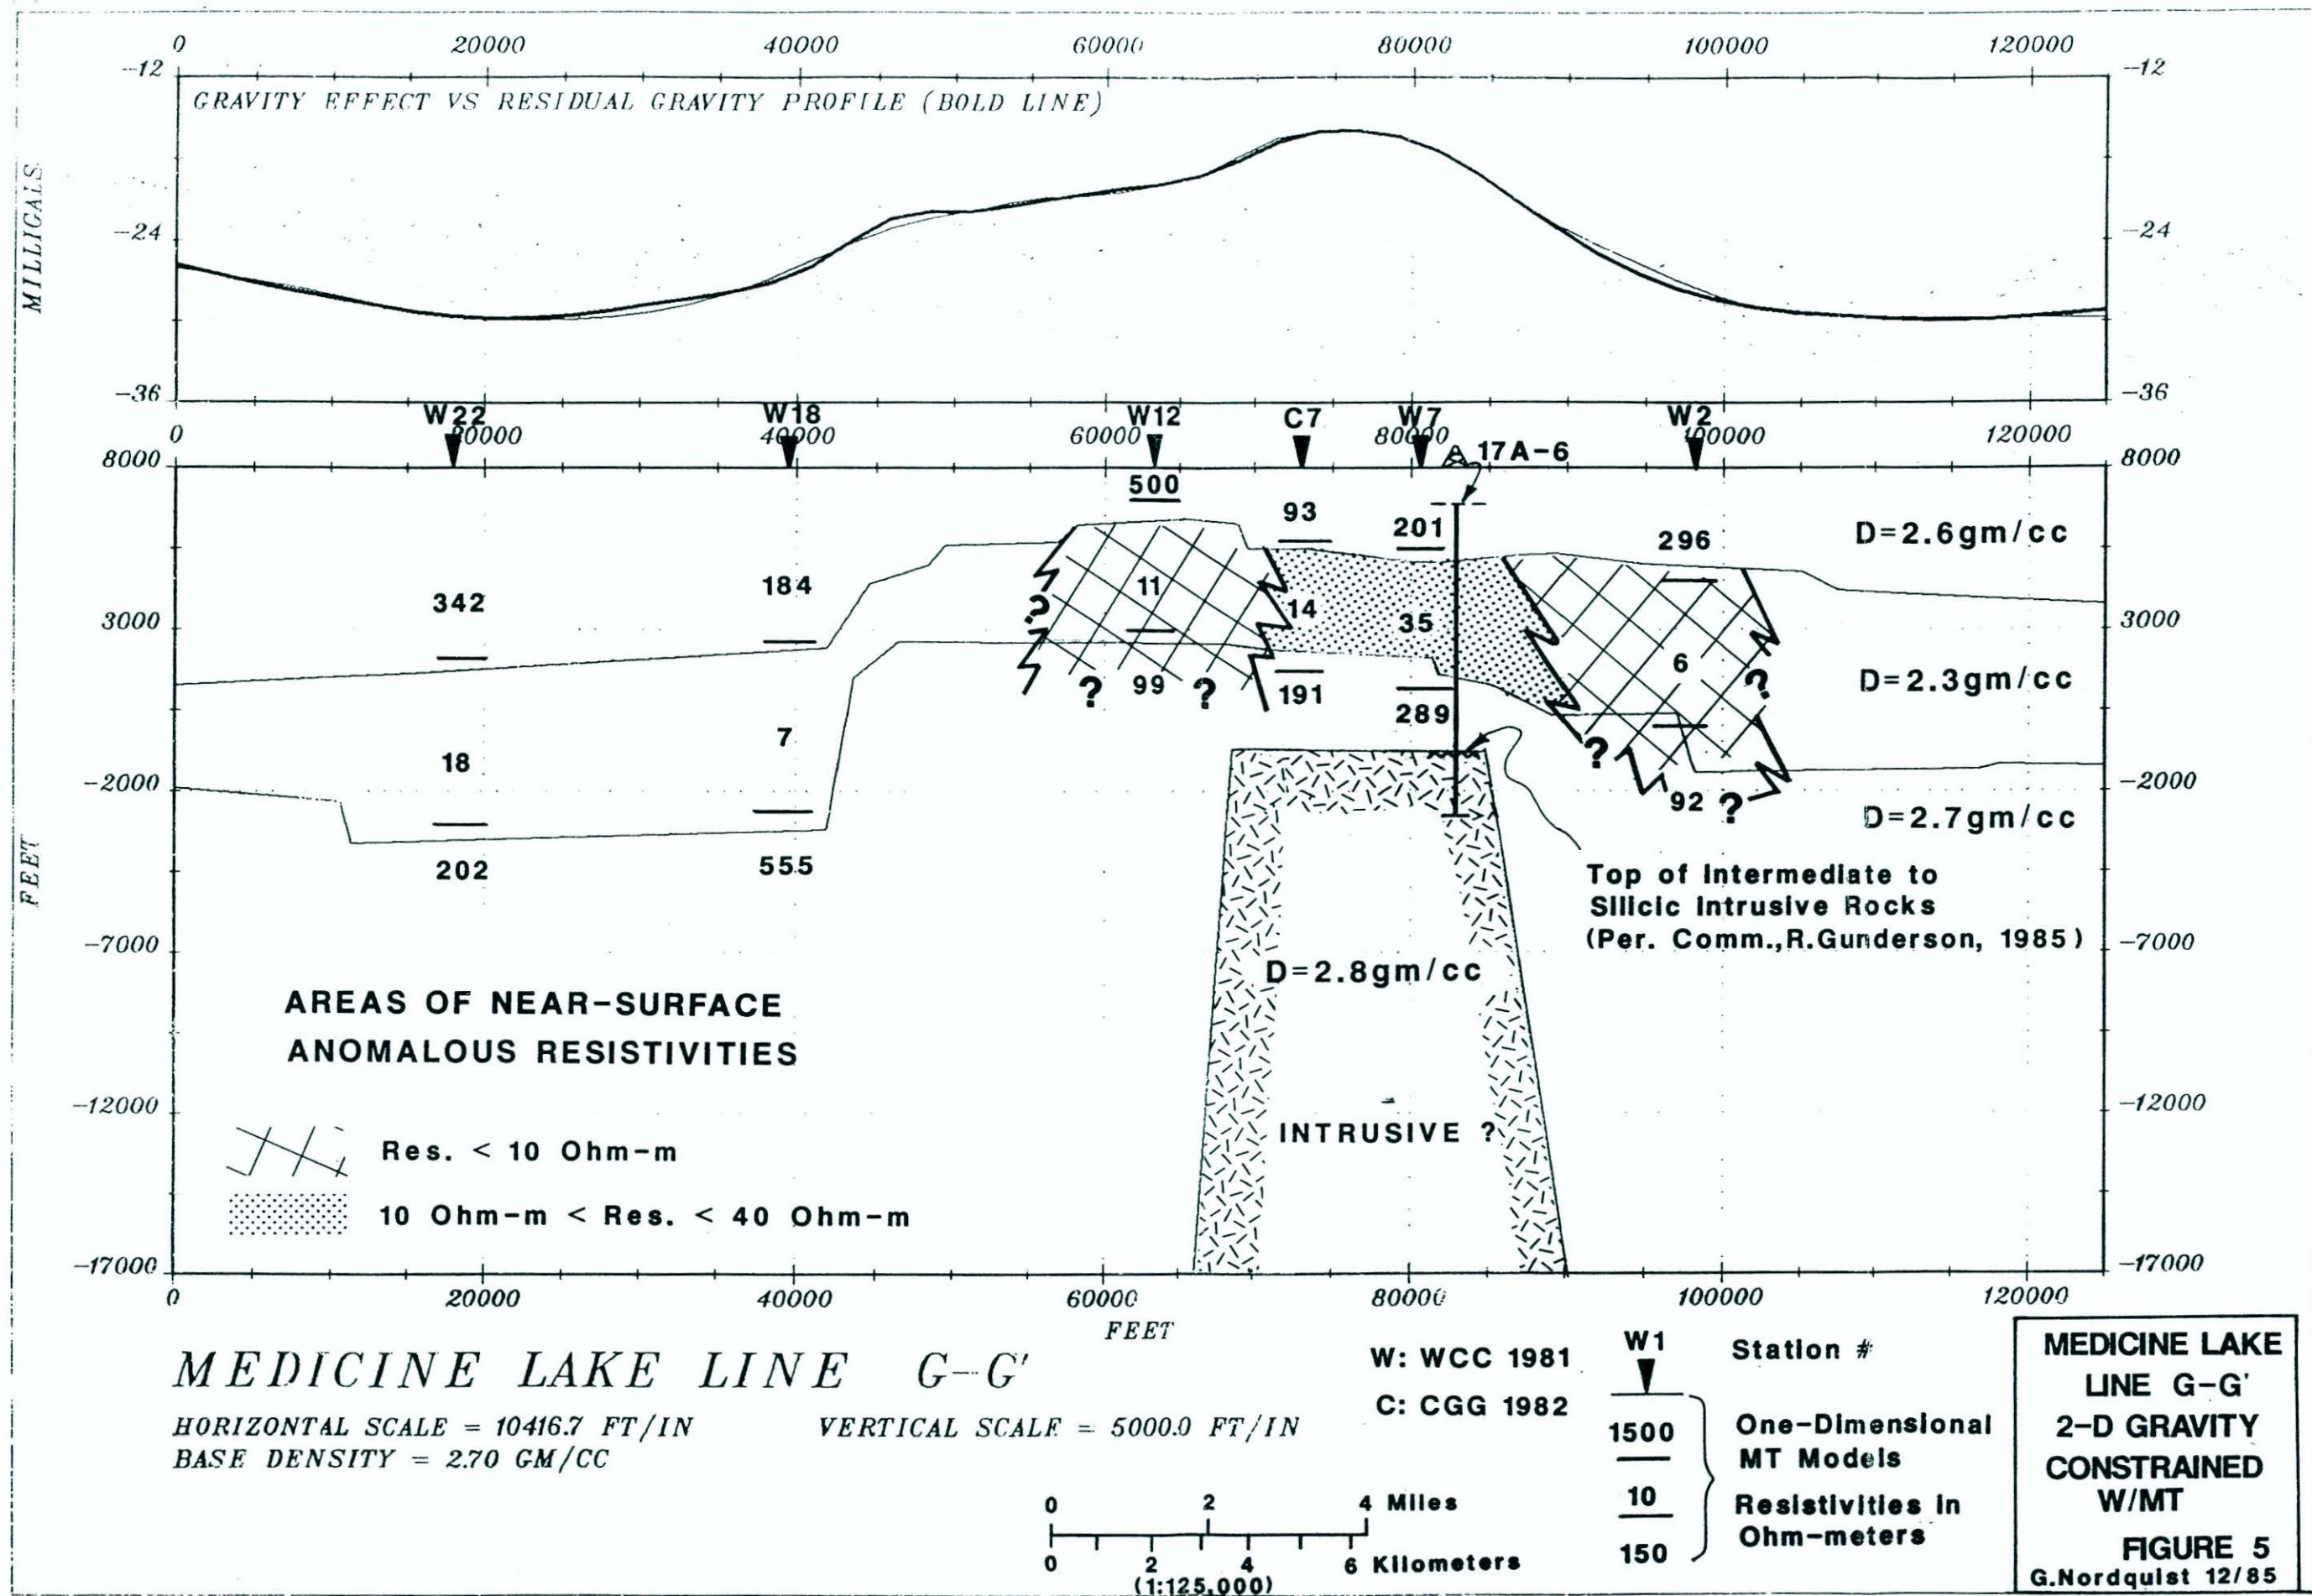 0 20000 40000 60000 80000 100000 120000
-12 -12
GRAVITY EFFECT VS RESIDUAL GRAVITY PROFILE (BOLD LINE)
MILLIGALS
-24 -24
-36 -36
W22 W18 W12 C7 W7 W2
0 20000 40000 60000 80000 100000 120000
17A-6
8000 8000
500
93
201
296
D=2.6gm/cc
11
184
342
14
35
3000 3000
?
6
D=2.3gm/cc
?
99
191
? ?
289
7
18
?
-2000 -2000
92 ?
D=2.7gm/cc
202
555
FEET
Top of Intermediate to
Silicic Intrusive Rocks
(Per. Comm.,R.Gunderson, 1985)
-7000 -7000
D=2.8gm/cc
AREAS OF NEAR-SURFACE
ANOMALOUS RESISTIVITIES
-12000 -12000
INTRUSIVE ?
Res. < 10 Ohm-m
10 Ohm-m < Res. < 40 Ohm-m
-17000 -17000
0 20000 40000 60000 80000 100000 120000
FEET
MEDICINE LAKE LINE G-G'
HORIZONTAL SCALE = 10416.7 FT/IN VERTICAL SCALE = 5000.0 FT/IN
BASE DENSITY = 2.70 GM/CC
W: WCC 1981
C: CGG 1982
W1 Station #
1500
10
150
One-Dimensional
MT Models
Resistivities in
Ohm-meters
0 2 4 Miles
0 2 4 6 Kilometers
(1:125,000)
MEDICINE LAKE
LINE G-G'
2-D GRAVITY
CONSTRAINED
W/MT
FIGURE 5
G.Nordquist 12/85